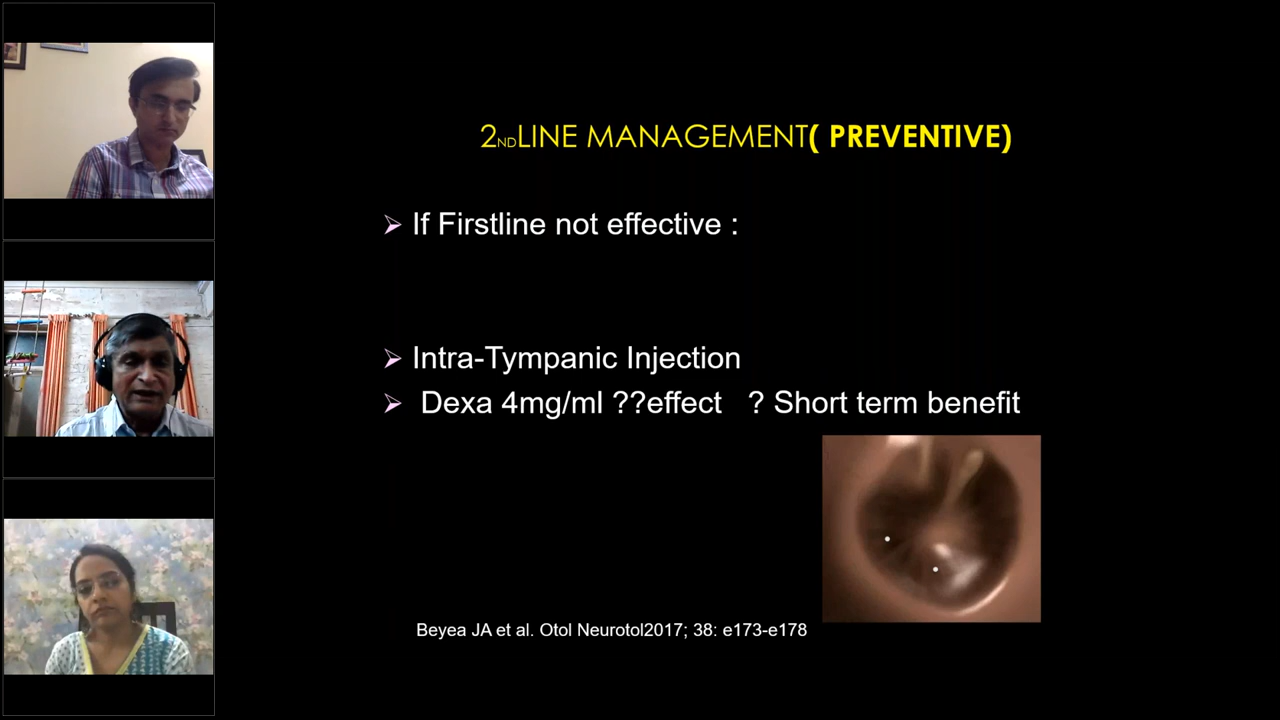 2NDLINE MANAGEMENT( PREVENTIVE)
If Firstline not effective :
Intra-Tympanic Injection
Dexa 4mg/ml ??effect ? Short term benefit
Beyea JA et al. Otol Neurotol2017; 38: e173-e178